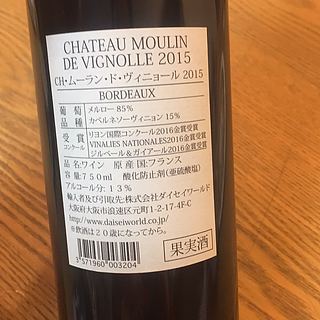 CHATEAU MOULIN
DE VIGNOLLE 2015
CH・ムーラン・ド・ヴィニョール 2015
BORDEAUX
葡萄品種 メルロー 85%
カベルネソーヴィニョン 15%
受賞コンクール リヨン国際コンクール2016金賞受賞
VINALIES NATIONALES2016金賞受賞
ジルベール&ガイアール2016金賞受賞
品名:ワイン 原産国:フランス
容量:750ml 酸化防止剤(亜硫酸塩)
アルコール分:13%
輸入者及び引取先:株式会社ダイセイワールド
大阪府大阪市浪速区元町1-2-17-4F-C
http://www.daiseiworld.co.jp/
※飲酒は20歳になってから。
果実酒
3 571960 003204